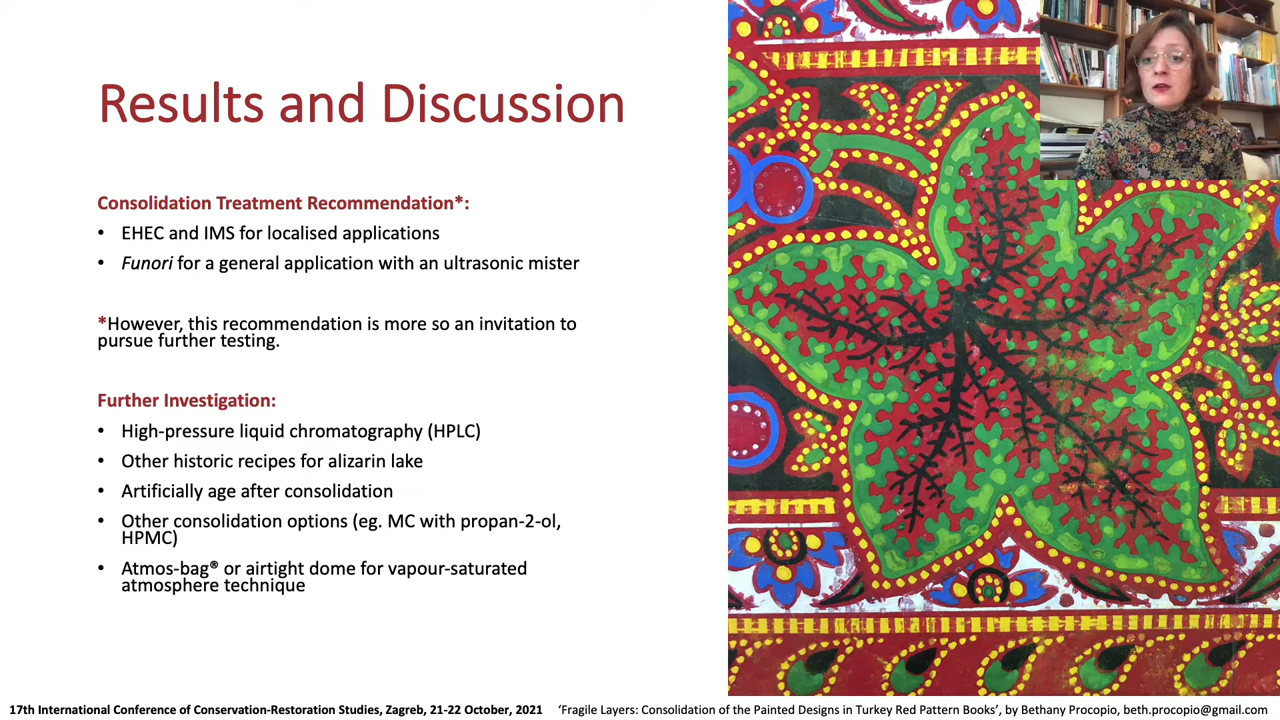 Results and Discussion
Consolidation Treatment Recommendation*:
• EHEC and IMS for localised applications
• Funori for a general application with an ultrasonic mister
*However, this recommendation is more so an invitation to
pursue further testing.
Further Investigation:
• High-pressure liquid chromatography (HPLC)
• Other historic recipes for alizarin lake
• Artificially age after consolidation
• Other consolidation options (eg. MC with propan-2-ol,
HPMC)
• Atmos-bag® or airtight dome for vapour-saturated
atmosphere technique
17th International Conference of Conservation-Restoration Studies, Zagreb, 21-22 October, 2021 ‘Fragile Layers: Consolidation of the Painted Designs in Turkey Red Pattern Books’, by Bethany Procopio, beth.procopio@gmail.com